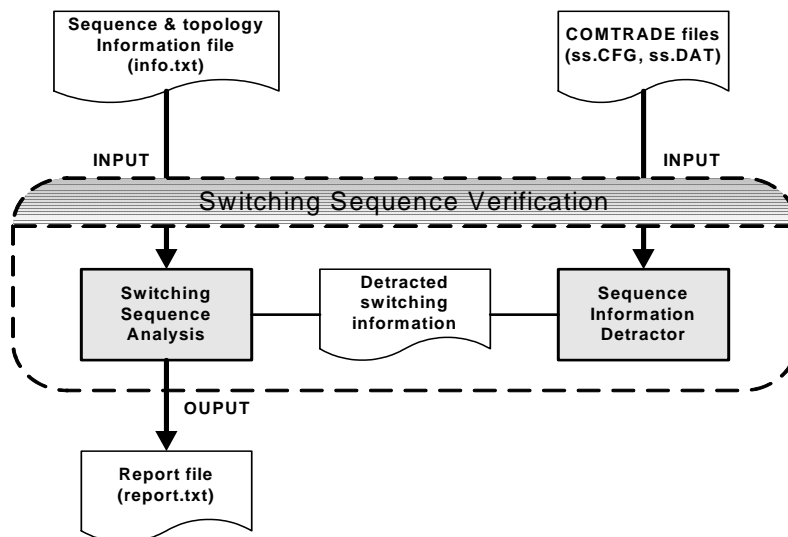 Sequence & topology
Information file
(info.txt)
COMTRADE files
(ss.CFG, ss.DAT)
INPUT
INPUT
Switching Sequence Verification
Switching
Sequence
Analysis
Detracted
switching
information
Sequence
Information
Detractor
OUPUT
Report file
(report.txt)